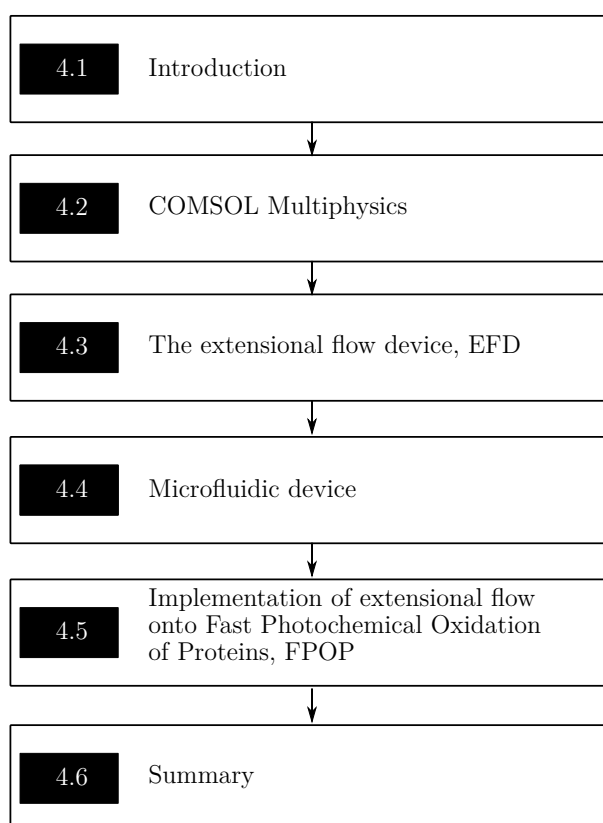 4.1 Introduction
4.2 COMSOL Multiphysics
4.3 The extensional flow device, EFD
4.4 Microfluidic device
Implementation of extensional flow
4.5 onto Fast Photochemical Oxidation
of Proteins, FPOP
4.6 Summary